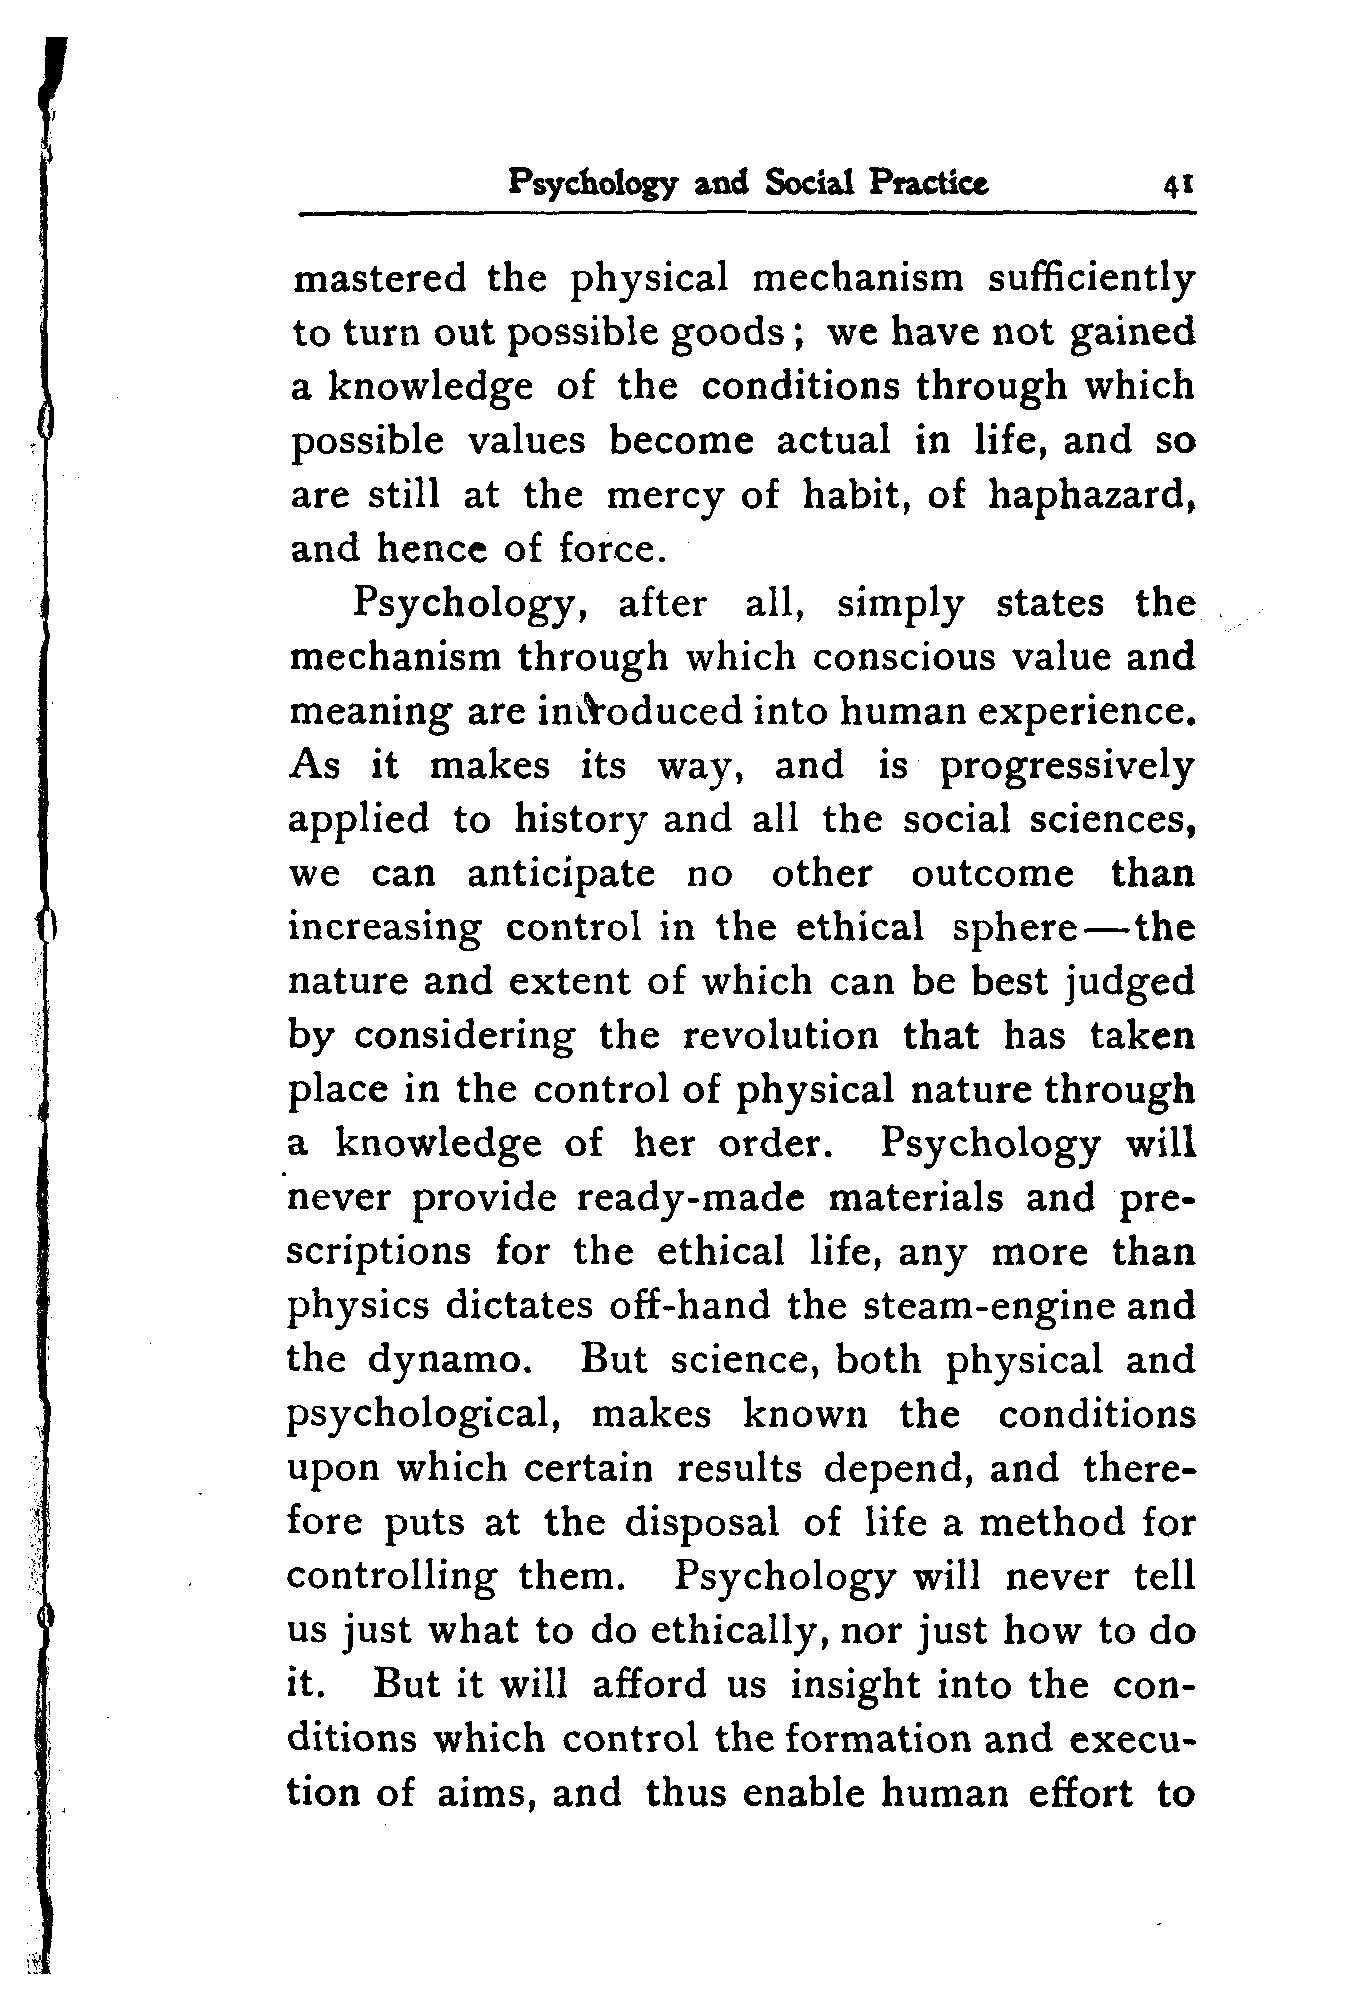 Psychology and Social Practice 41
mastered the physical mechanism sufficiently
to turn out possible goods; we have not gained
a knowledge of the conditions through which
possible values become actual in life, and so
are still at the mercy of habit, of haphazard,
and hence of force.
Psychology, after all, simply states the
mechanism through which conscious value and
meaning are introduced into human experience.
As it makes its way, and is progressively
applied to history and all the social sciences,
we can anticipate no other outcome than
increasing control in the ethical sphere—the
nature and extent of which can be best judged
by considering the revolution that has taken
place in the control of physical nature through
a knowledge of her order. Psychology will
never provide ready-made materials and pre-
scriptions for the ethical life, any more than
physics dictates off-hand the steam-engine and
the dynamo. But science, both physical and
psychological, makes known the conditions
upon which certain results depend, and there-
fore puts at the disposal of life a method for
controlling them. Psychology will never tell
us just what to do ethically, nor just how to do
it. But it will afford us insight into the con-
ditions which control the formation and execu-
tion of aims, and thus enable human effort to